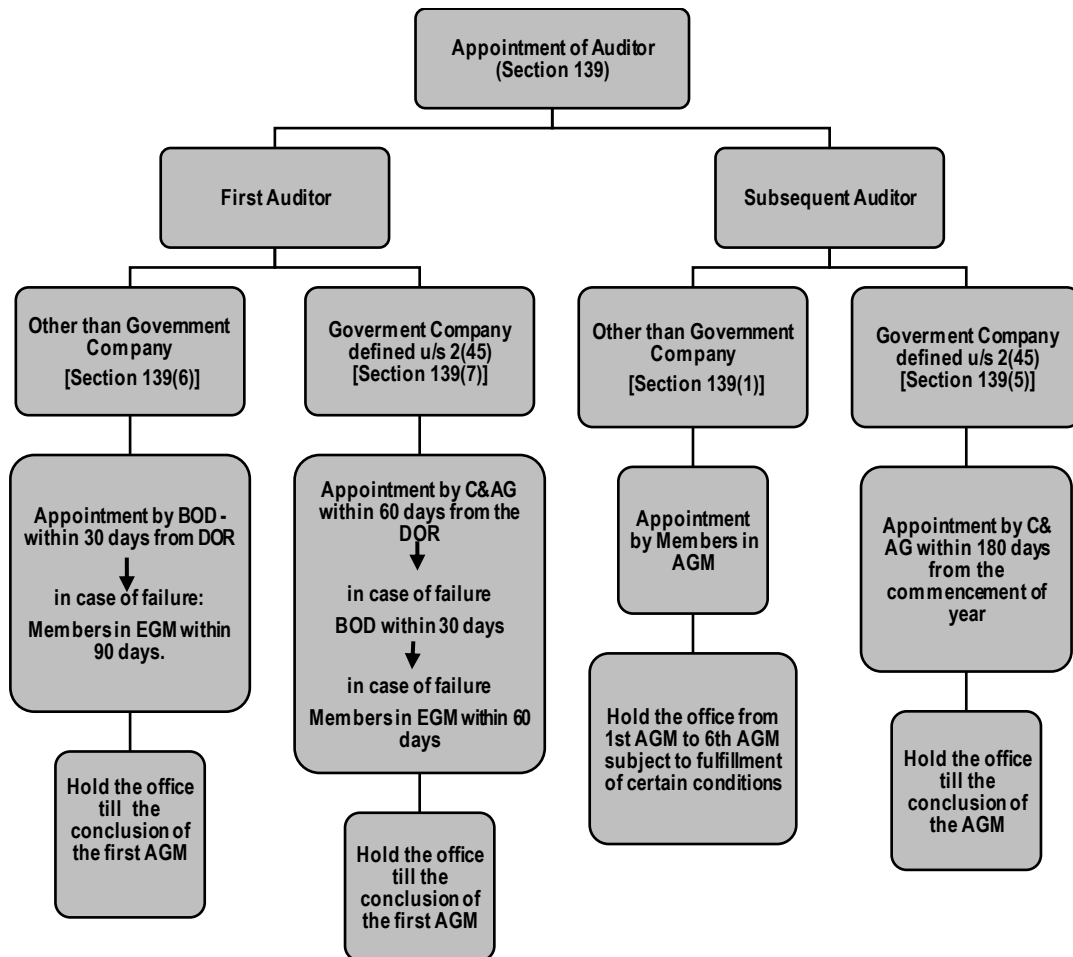 Appointment of Auditor
(Section 139)
First Auditor
Subsequent Auditor
Other than Government
Company
[Section 139(6)]
Goverment Company
defined u/s 2(45)
[Section 139(7)]
Other than Government
Company
[Section 139(1)]
Goverment Company
defined u/s 2(45)
[Section 139(5)]
Appointment by BOD -
within 30 days from DOR
in case of failure:
Members in EGM within
90 days.
Appointment by C&AG
within 60 days from the
DOR
in case of failure
BOD within 30 days
in case of failure
Members in EGM within 60
days
Appointment
by Members in
AGM
Appointment by C&
AG within 180 days
from the
commencement of
year
Hold the office
till the
conclusion of
the first AGM
Hold the office
till the
conclusion of
the first AGM
Hold the office from
1st AGM to 6th AGM
subject to fulfillment
of certain conditions
Hold the office
till the
conclusion of
the AGM